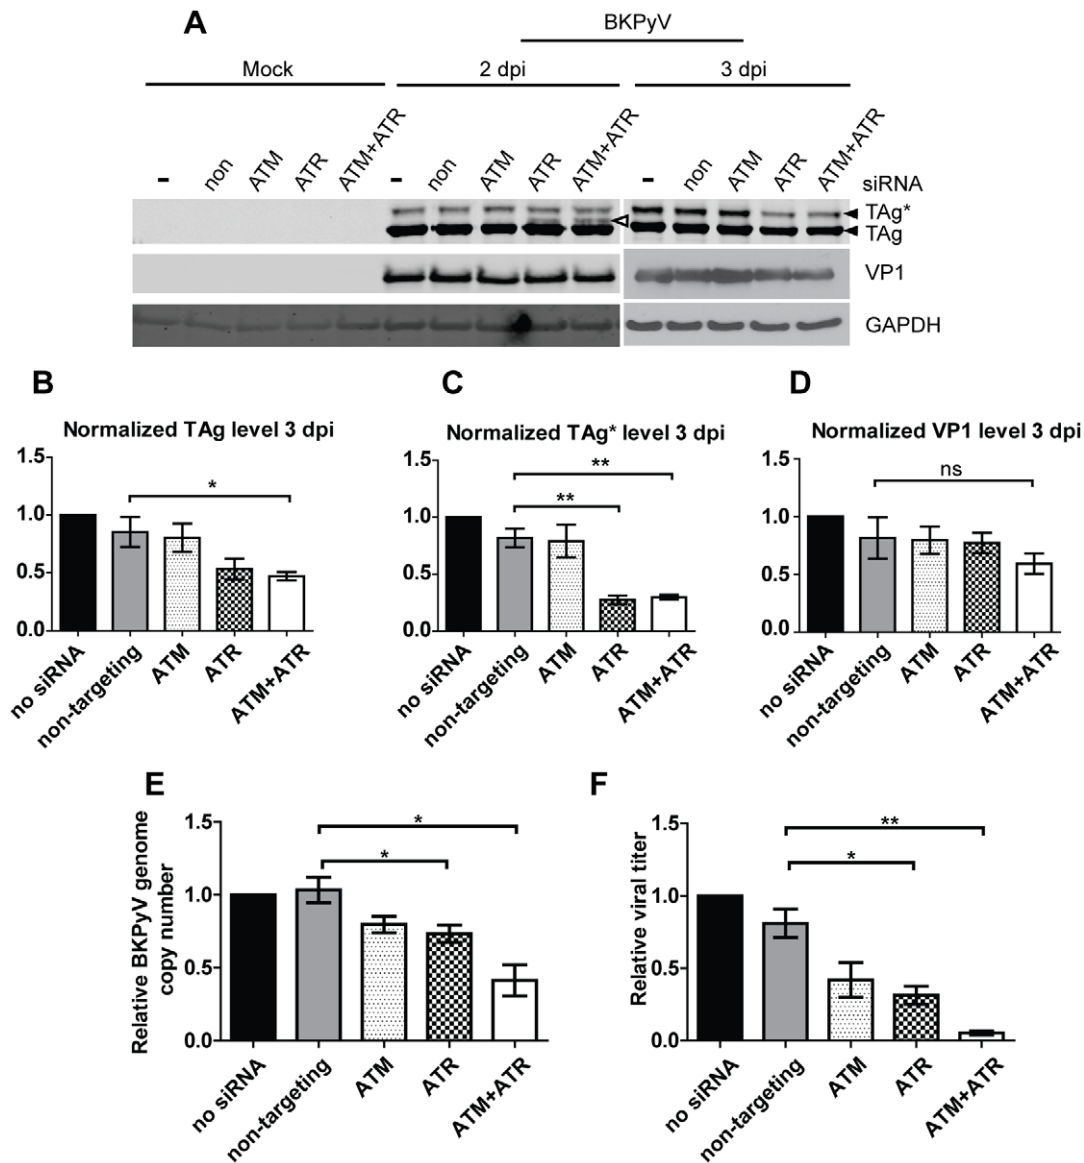 A
BKPyV
Mock 2 dpi 3 dpi
- non ATM ATR ATM+ATR - non ATM ATR ATM+ATR - non ATM ATR ATM+ATR siRNA
TAg*
TAg
VP1
GAPDH
B C D
Normalized TAg level 3 dpi
1.5
1.0
0.5
0.0
*
no siRNA non-targeting ATM ATR ATM+ATR
Normalized TAg* level 3 dpi
1.5
1.0
0.5
0.0
**
**
no siRNA non-targeting ATM ATR ATM+ATR
Normalized VP1 level 3 dpi
1.5
1.0
0.5
0.0
ns
no siRNA non-targeting ATM ATR ATM+ATR
E
Relative BKPyV genome
copy number
1.5
1.0
0.5
0.0
*
*
no siRNA non-targeting ATM ATR ATM+ATR
F
Relative viral titer
1.5
1.0
0.5
0.0
**
*
no siRNA non-targeting ATM ATR ATM+ATR